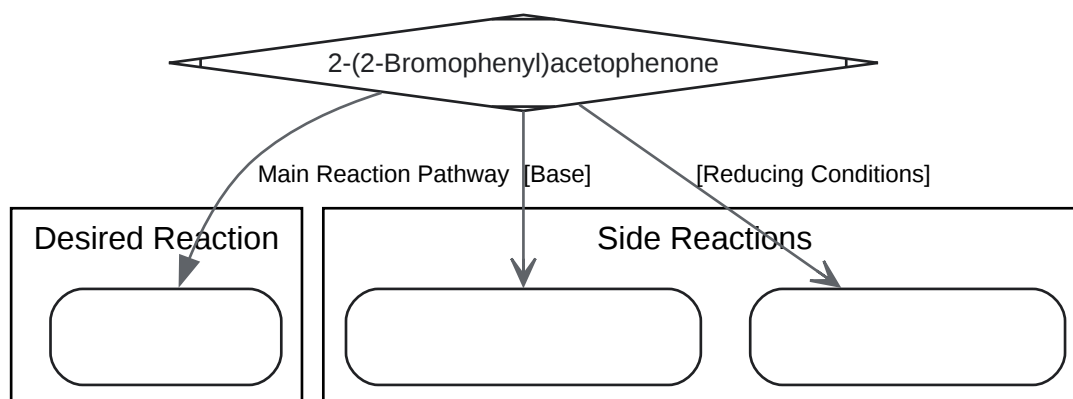 2-(2-Bromophenyl)acetophenone
Main Reaction Pathway
[Base]
[Reducing Conditions]
Desired Reaction
Side Reactions